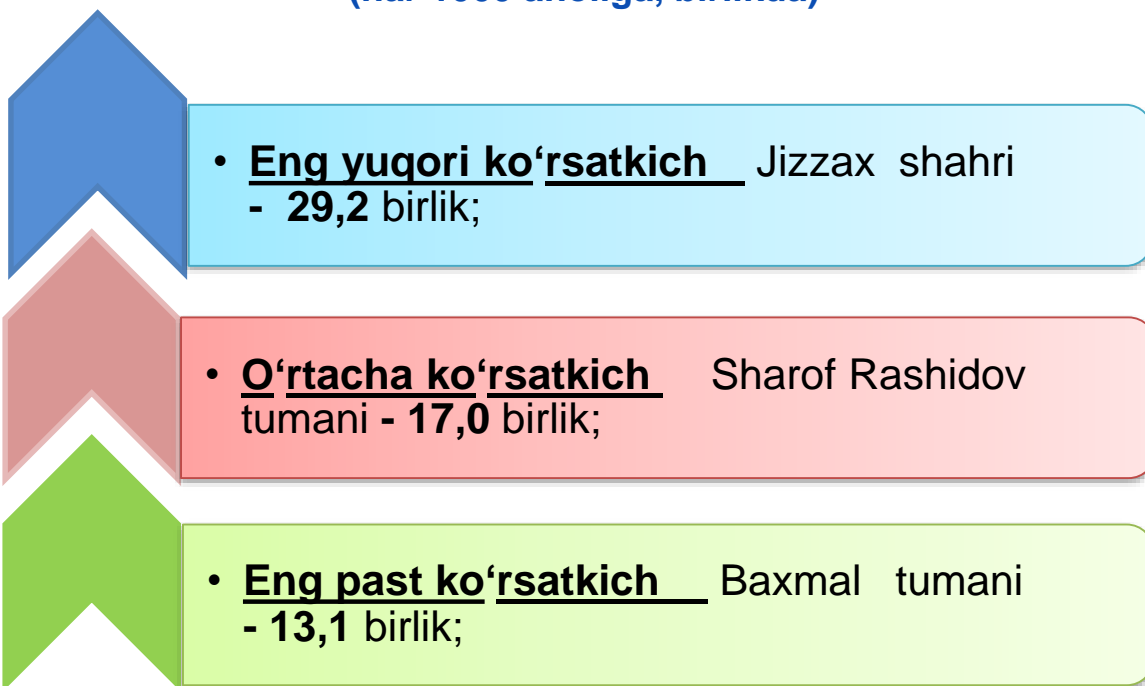 • Eng yuqori ko‘rsatkich Jizzax shahri
- 29,2 birlik;
• O‘rtacha ko‘rsatkich Sharof Rashidov
tumani - 17,0 birlik;
• Eng past ko‘rsatkich Baxmal tumani
- 13,1 birlik;